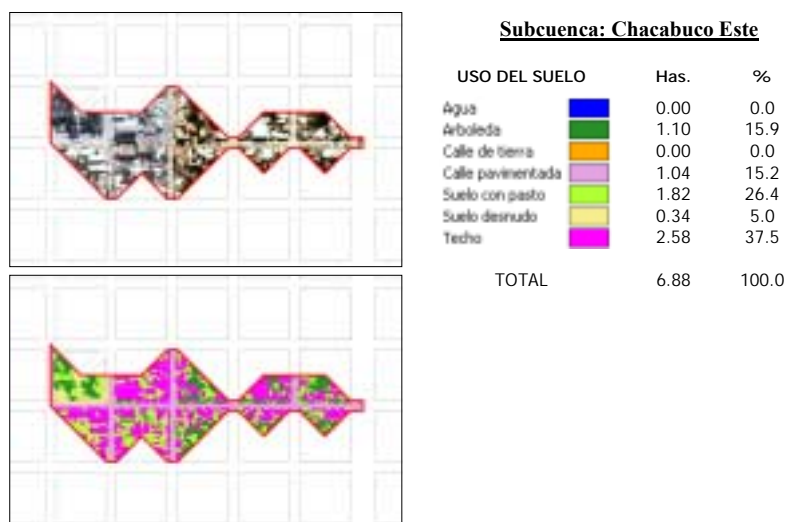 Subcuenca: Chacabuco Este
USO DEL SUELO Has. %
Agua 0.00 0.0
Arboleda 1.10 15.9
Calle de tierra 0.00 0.0
Calle pavimentada 1.04 15.2
Suelo con pasto 1.82 26.4
Suelo desnudo 0.34 5.0
Techo 2.58 37.5
TOTAL 6.88 100.0